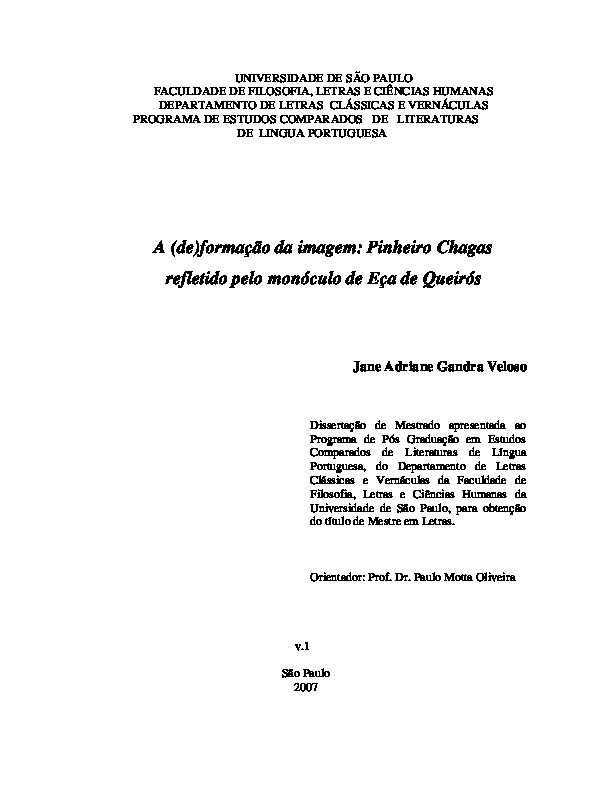 UNIVERSIDADE DE SÃO PAULO
FACULDADE DE FILOSOFIA, LETRAS E CIÊNCIAS HUMANAS
DEPARTAMENTO DE LETRAS CLÁSSICAS E VERNÁCULAS
PROGRAMA DE ESTUDOS COMPARADOS DE LITERATURAS
DE LINGUA PORTUGUESA
A (de)formação da imagem: Pinheiro Chagas
refletido pelo monóculo de Eça de Queirós
Jane Adriane Gandra Veloso
Dissertação de Mestrado apresentada ao
Programa de Pós Graduação em Estudos
Comparados de Literaturas de Língua
Portuguesa, do Departamento de Letras
Clássicas e Vernáculas da Faculdade de
Filosofia, Letras e Ciências Humanas da
Universidade de São Paulo, para obtenção
do título de Mestre em Letras.
Orientador: Prof. Dr. Paulo Motta Oliveira
v.1
São Paulo
2007